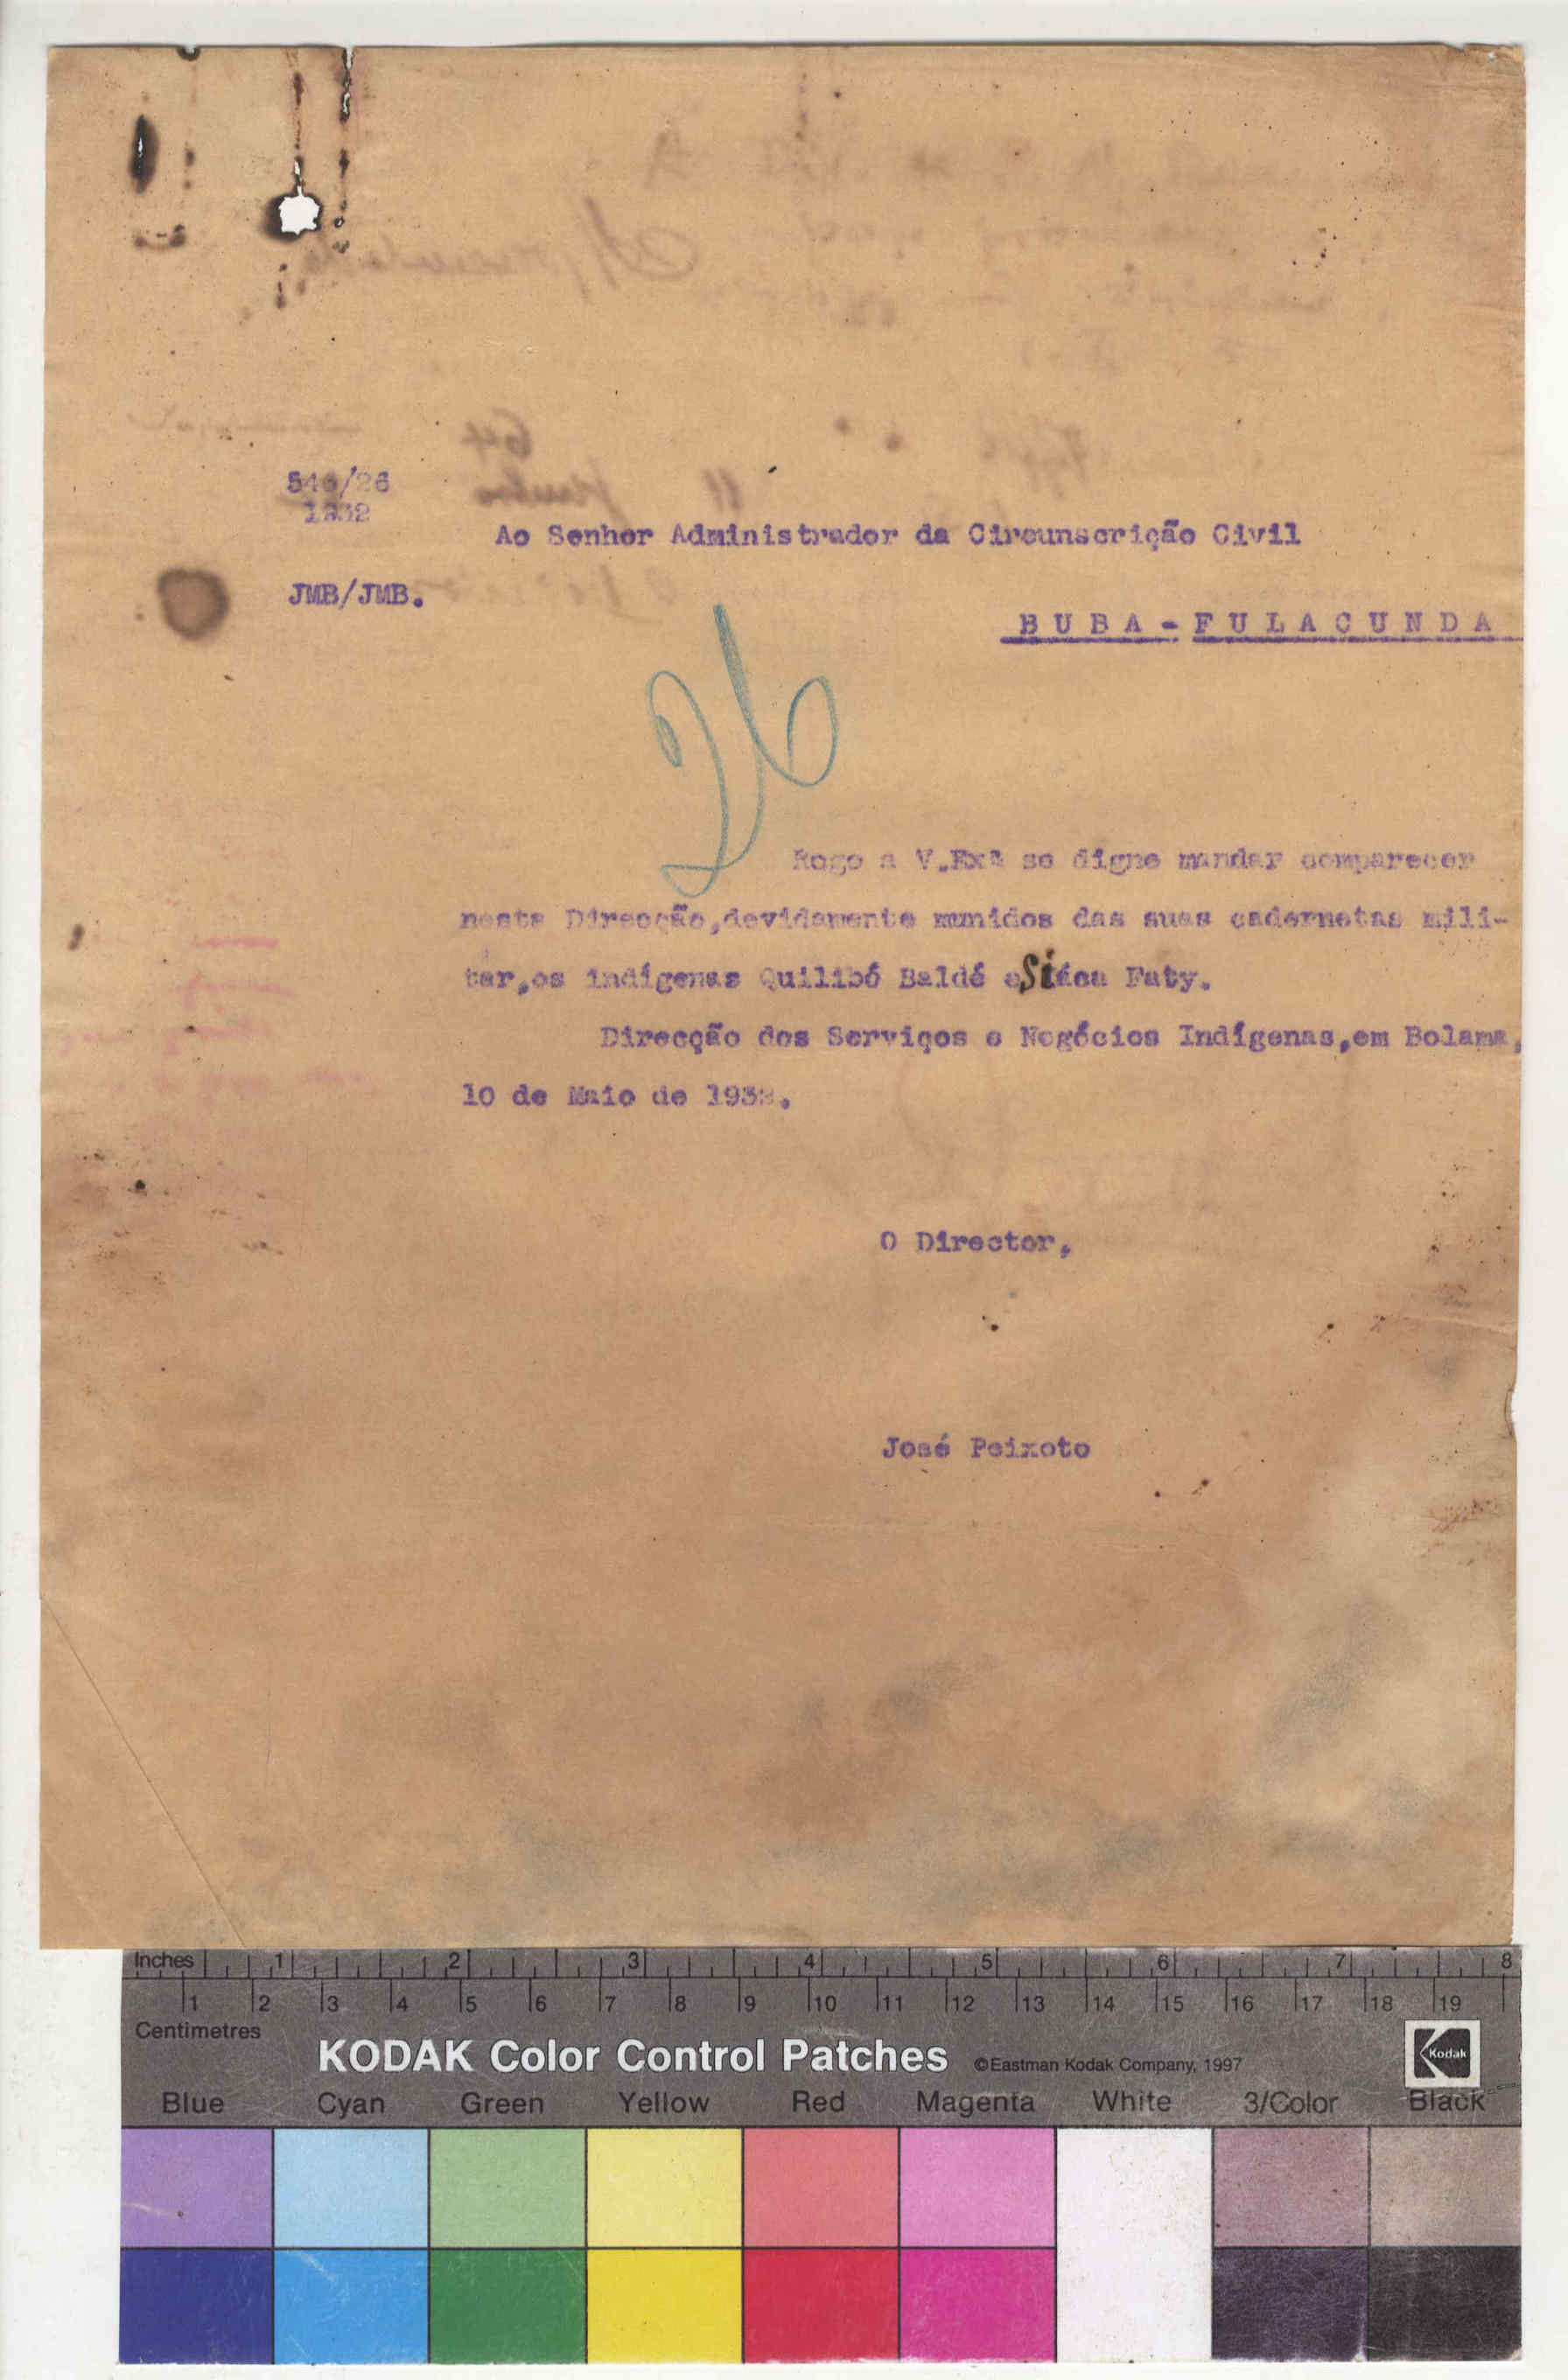 546/26
1932
Ao Senhor Administrador da Circunscrição Civil
JMB/JMB.
BUBA-FULACUNDA
26
Rogo a V.Exª se digne mandar comparecer
nesta Direcção,devidamente munidos das suas cadernetas mili-
tar,os indígenas Quilibó Baldé e Faty.
Direcção dos Serviços e Negócios Indígenas,em Bolama,
10 de Maio de 1932.
O Director,
José Peixoto
Inches 1 2 3 4 5 6 7 8
1 2 3 4 5 6 7 8 9 10 11 12 13 14 15 16 17 18 19
Centimetres
KODAK Color Control Patches ©Eastman Kodak Company, 1997 Kodak
Blue Cyan Green Yellow Red Magenta White 3/Color Black